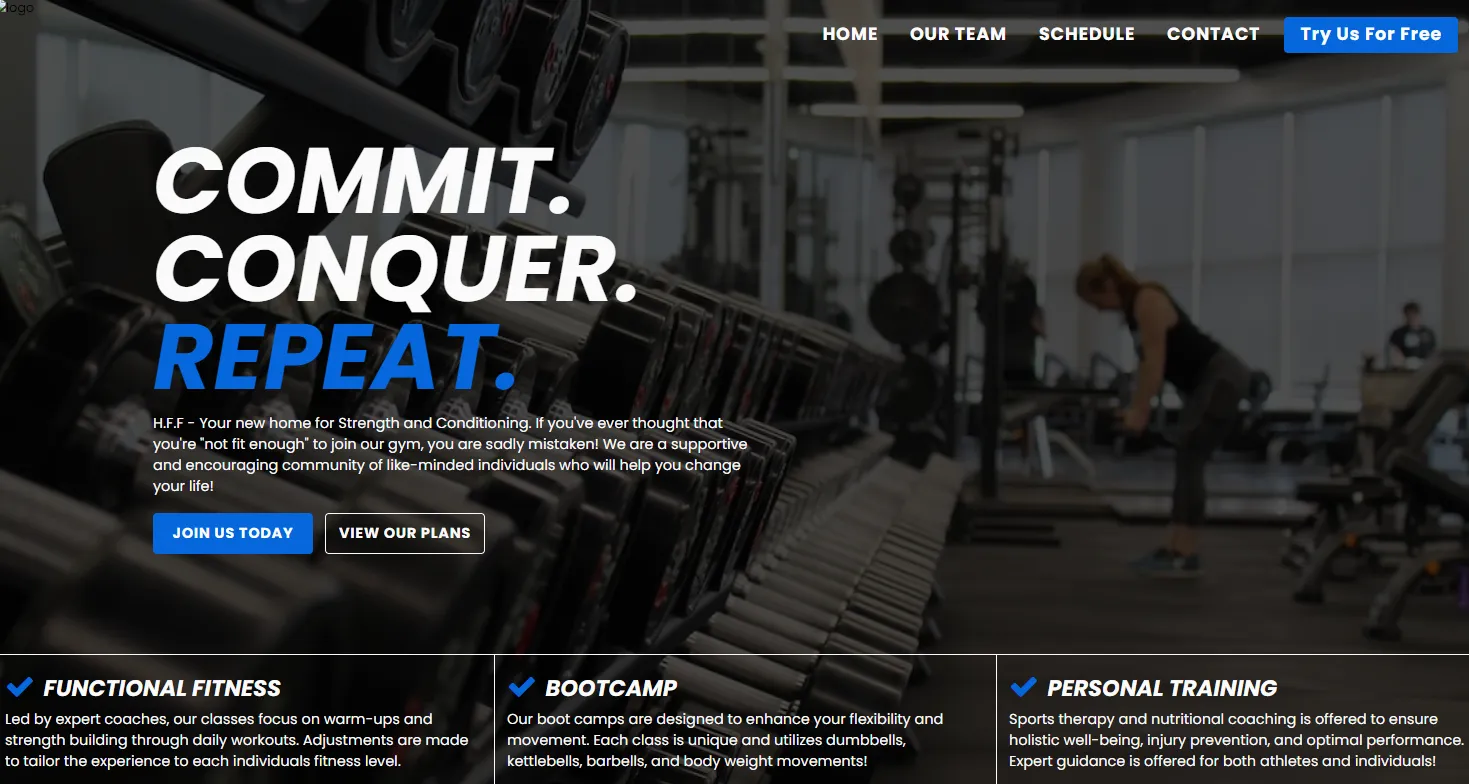 logo
HOME OUR TEAM SCHEDULE CONTACT Try Us For Free
COMMIT.
CONQUER.
REPEAT.
H.F.F - Your new home for Strength and Conditioning. If you've ever thought that
you're "not fit enough" to join our gym, you are sadly mistaken! We are a supportive
and encouraging community of like-minded individuals who will help you change
your life!
JOIN US TODAY VIEW OUR PLANS
FUNCTIONAL FITNESS
Led by expert coaches, our classes focus on warm-ups and
strength building through daily workouts. Adjustments are made
to tailor the experience to each individuals fitness level.
BOOTCAMP
Our boot camps are designed to enhance your flexibility and
movement. Each class is unique and utilizes dumbbells,
kettlebells, barbells, and body weight movements!
PERSONAL TRAINING
Sports therapy and nutritional coaching is offered to ensure
holistic well-being, injury prevention, and optimal performance.
Expert guidance is offered for both athletes and individuals!